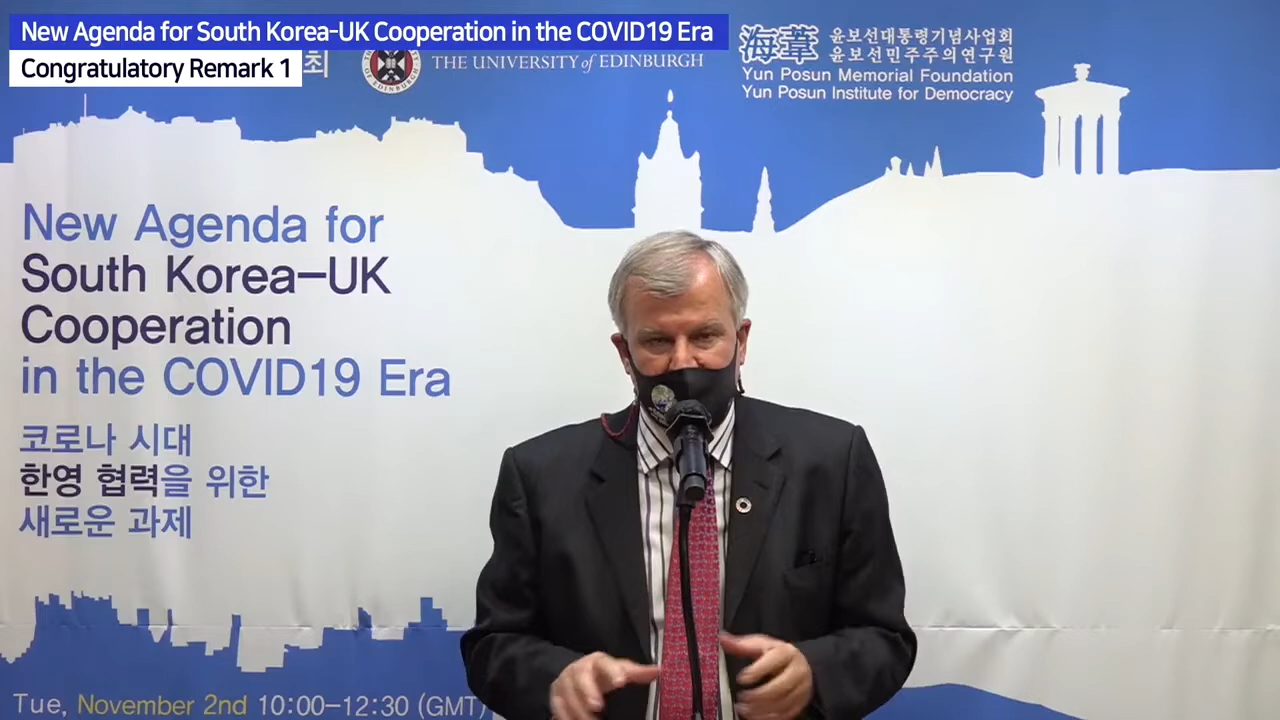 New Agenda for South Korea-UK Cooperation in the COVID19 Era
Congratulatory Remark 1
최
THE UNIVERSITY of EDINBURGH
海葦
윤보선대통령기념사업회
윤보선민주주의연구원
Yun Posun Memorial Foundation
Yun Posun Institute for Democracy
New Agenda for
South Korea–UK
Cooperation
in the COVID19 Era
코로나 시대
한영 협력을 위한
새로운 과제
Tue, November 2nd 10:00–12:30 (GMT)